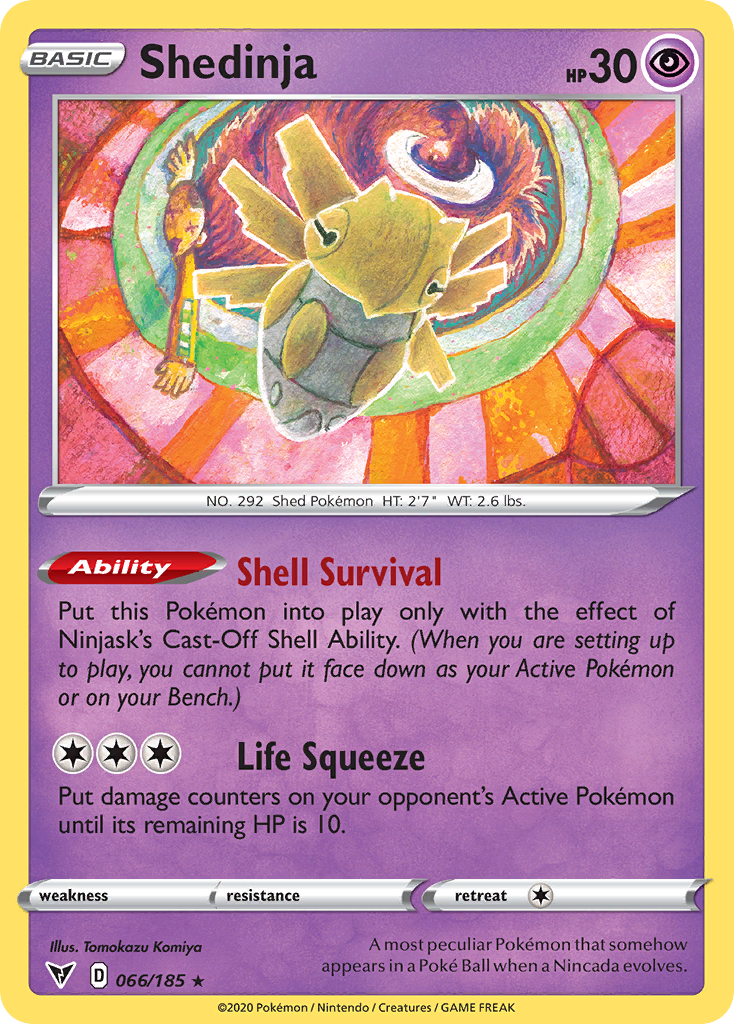 BASIC Shedinja HP30
NO. 292 Shed Pokémon HT: 2'7" WT: 2.6 lbs.
Ability Shell Survival
Put this Pokémon into play only with the effect of
Ninjask's Cast-Off Shell Ability. (When you are setting up
to play, you cannot put it face down as your Active Pokémon
or on your Bench.)
Life Squeeze
Put damage counters on your opponent's Active Pokémon
until its remaining HP is 10.
weakness resistance retreat
Illus. Tomokazu Komiya
A most peculiar Pokémon that somehow
appears in a Poké Ball when a Nincada evolves.
D 066/185 ★
©2020 Pokémon / Nintendo / Creatures / GAME FREAK